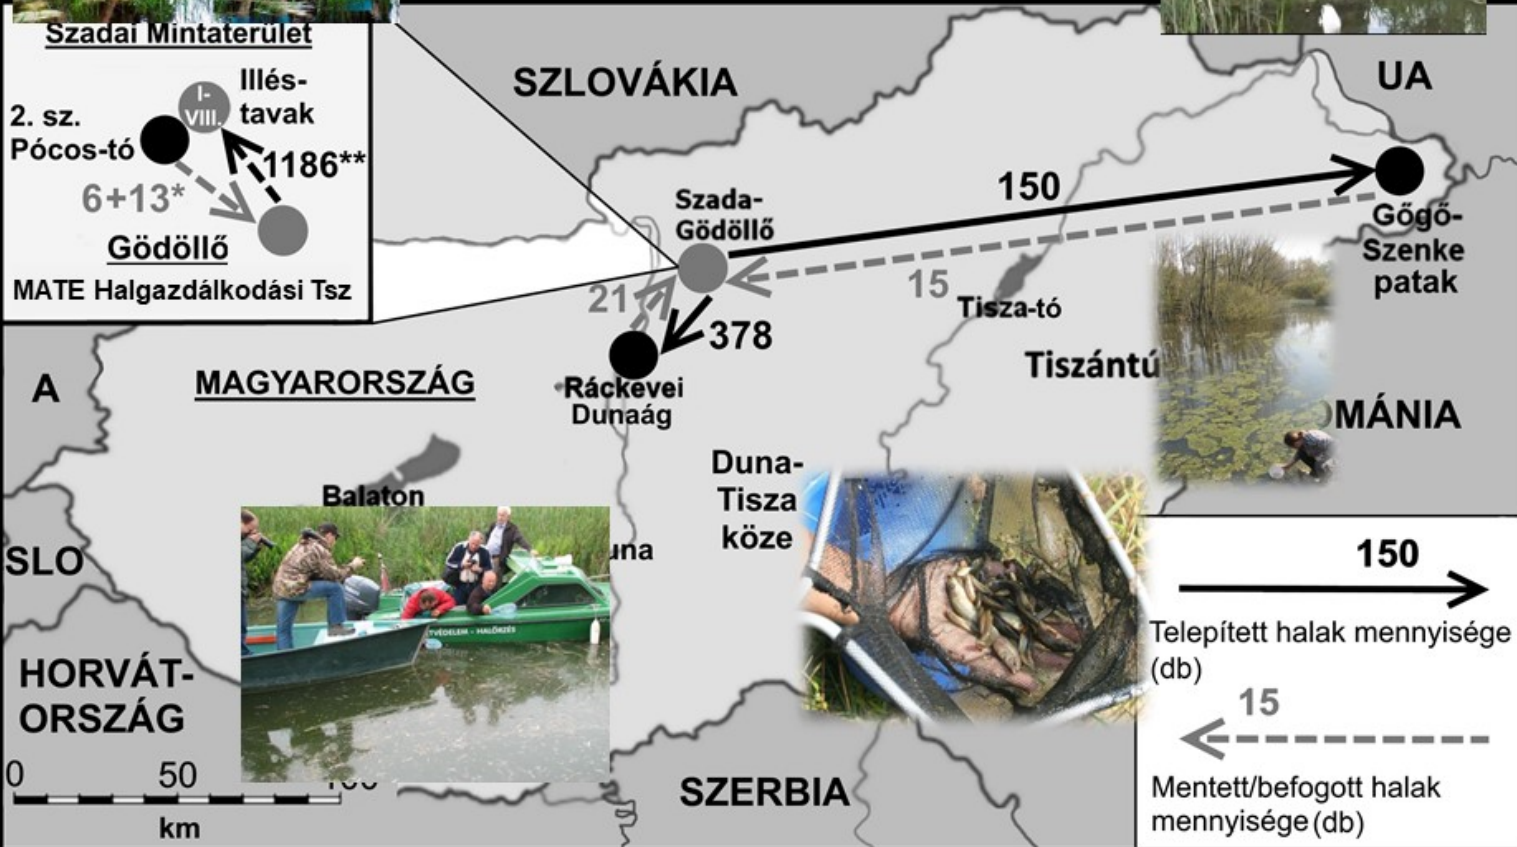 Szadai Mintaterület
Illés-
tavak
I-
VIII.
2. sz.
Pócos-tó
1186**
6+13*
Gödöllő
MATE Halgazdálkodási Tsz
SZLOVÁKIA
UA
150
Szada-
Gödöllő
Gőgő-
Szenke
patak
15
21
Tisza-tó
378
Tiszántú
Ráckevei
Dunaág
MAGYARORSZÁG
A
MÁNIA
Duna-
Tisza
köze
Balaton
una
SLO
TVÉDELEM - HALŐRZÉS
HORVÁT-
ORSZÁG
SZERBIA
0 50
km
150
Telepített halak mennyisége
(db)
15
Mentett/befogott halak
mennyisége (db)